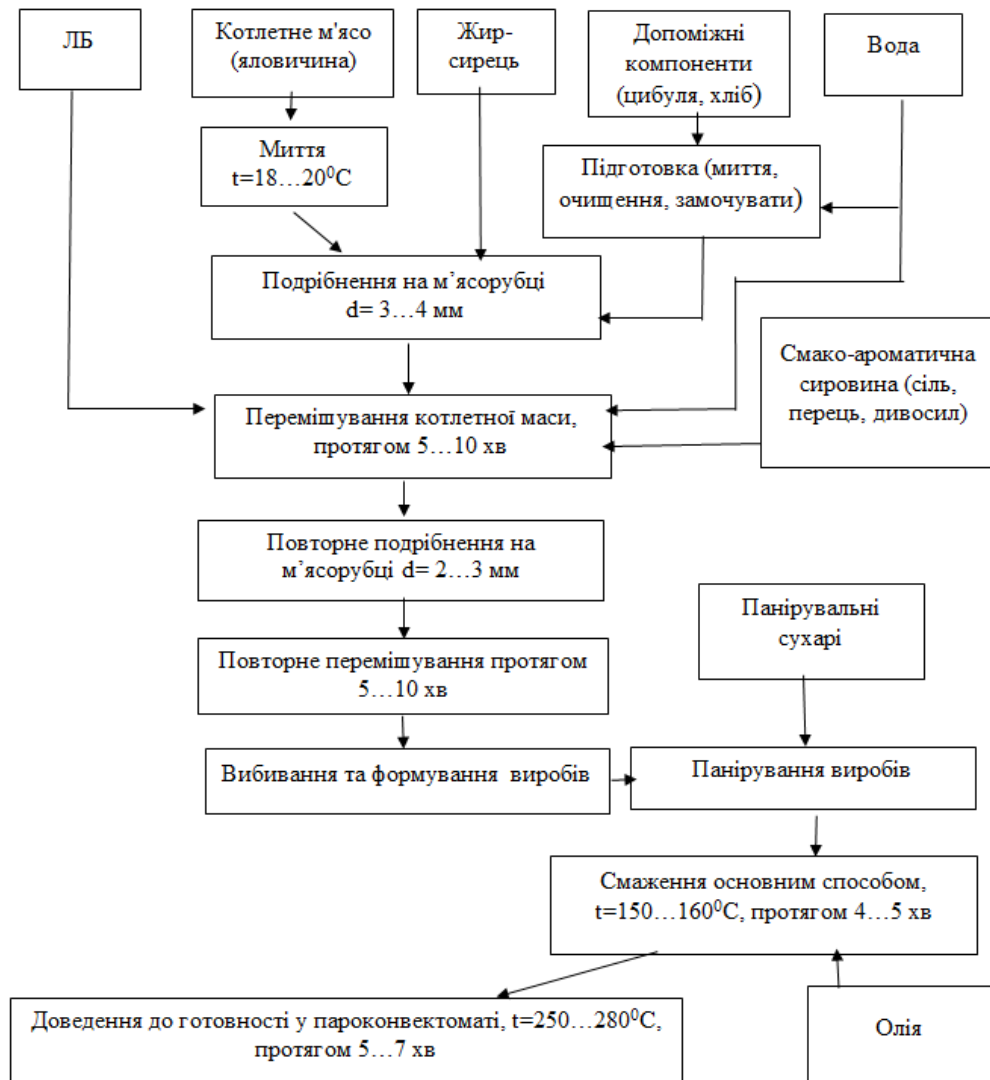 ЛБ
Котлетне м'ясо
(яловичина)
Жир-
сирець
Допоміжні
компоненти
(цибуля, хліб)
Вода
Миття
t=18…20⁰С
Підготовка (миття,
очищення, замочувати)
Подрібнення на м’ясорубці
d= 3…4 мм
Смако-ароматична
сировина (сіль,
перець, дивосил)
Перемішування котлетної маси,
протягом 5…10 хв
Повторне подрібнення на
м’ясорубці d= 2…3 мм
Панірувальні
сухарі
Повторне перемішування протягом
5…10 хв
Вибивання та формування виробів
Панірування виробів
Смаження основним способом,
t=150…160⁰С, протягом 4…5 хв
Доведення до готовності у пароконвектоматі, t=250…280⁰С,
протягом 5…7 хв
Олія